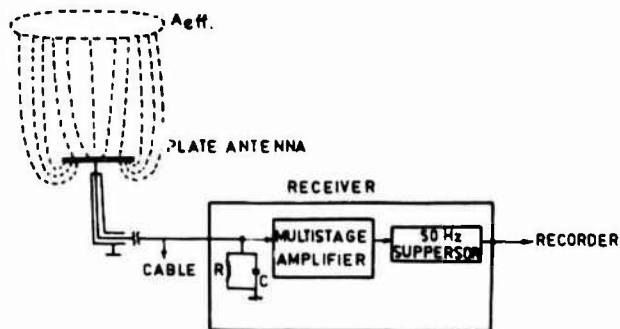 Aeff.
PLATE ANTENNA
RECEIVER
MULTISTAGE
AMPLIFIER
50 Hz
SUPPERSOR
RECORDER
CABLE
R
C